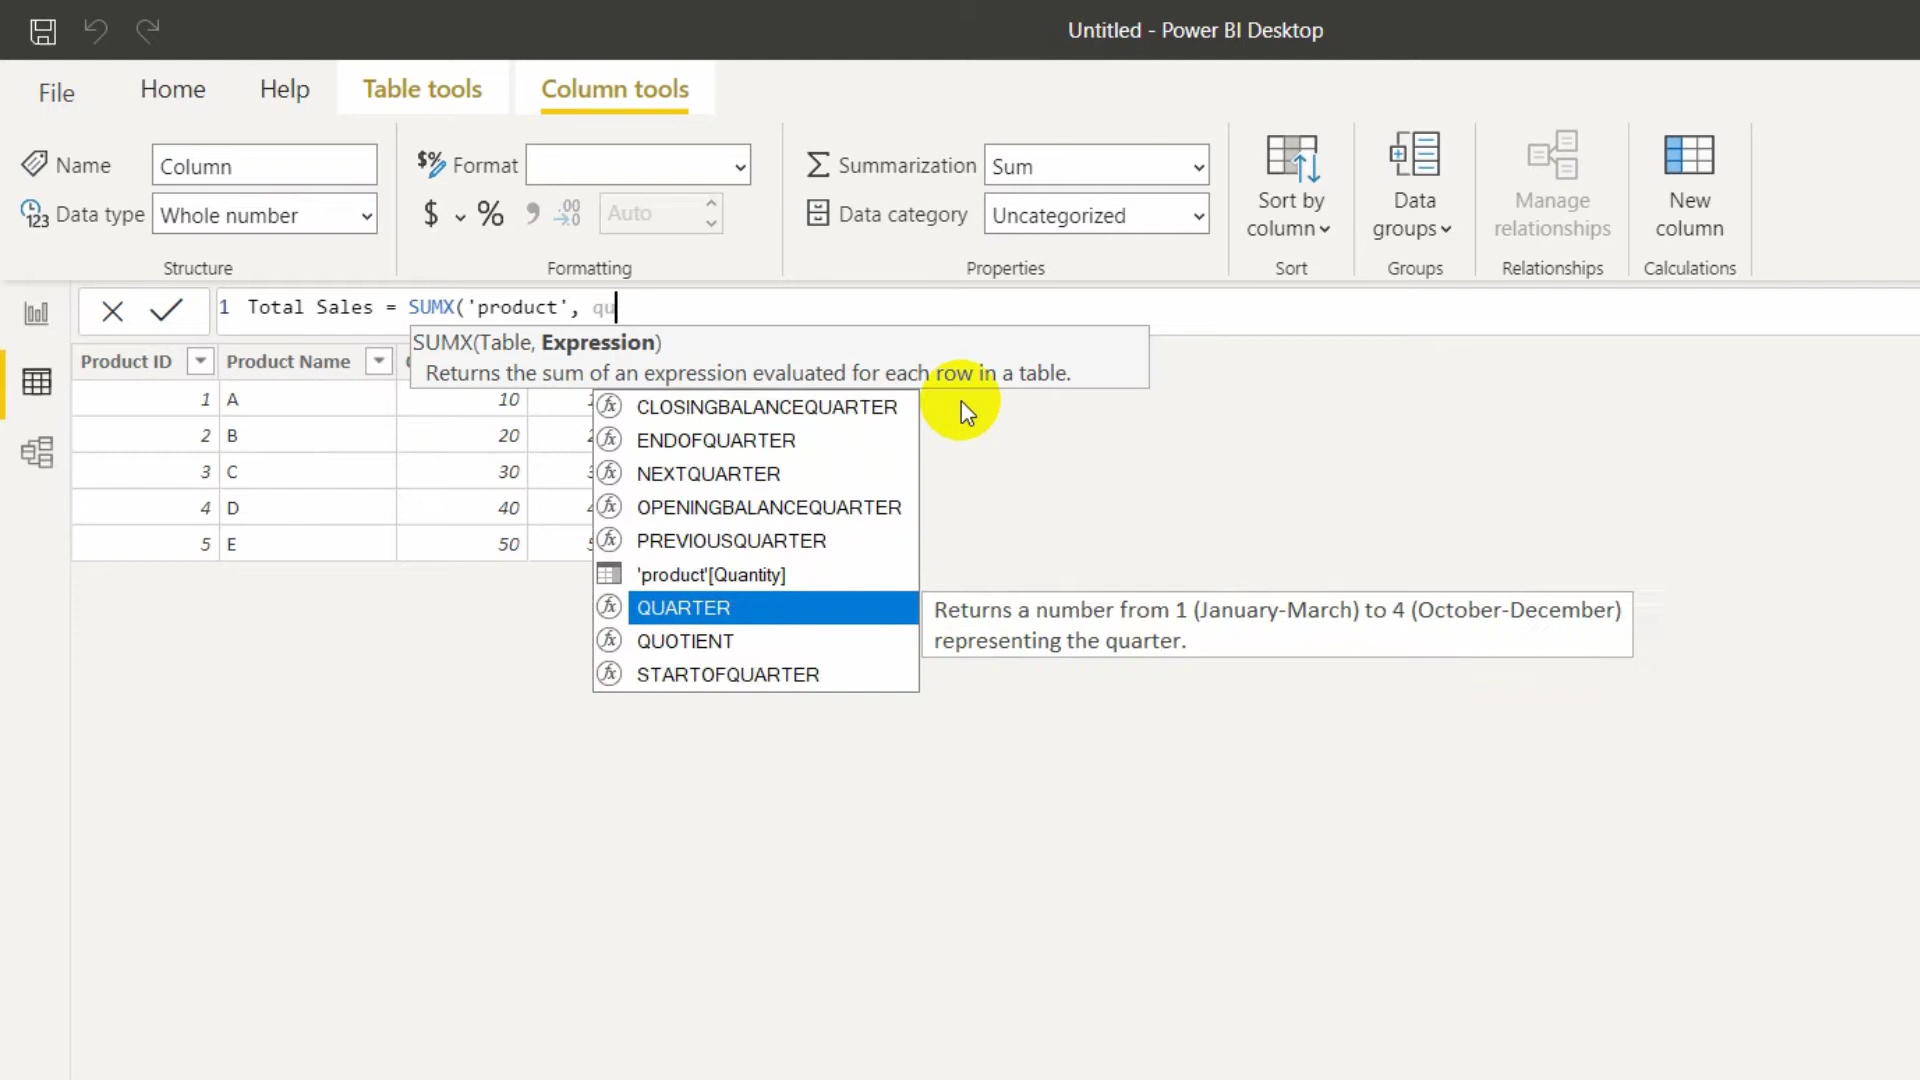 Untitled - Power BI Desktop
File Home Help Table tools Column tools
Name Column
Data type Whole number
Structure
Format
$ % Auto
Formatting
Summarization Sum
Data category Uncategorized
Properties
Sort by column
Sort
Data groups
Groups
Manage relationships
Relationships
New column
Calculations
1 Total Sales = SUMX('product', qu
SUMX(Table, Expression)
Returns the sum of an expression evaluated for each row in a table.
Product ID Product Name
1 A 10
2 B 20
3 C 30
4 D 40
5 E 50
CLOSINGBALANCEQUARTER
ENDOFQUARTER
NEXTQUARTER
OPENINGBALANCEQUARTER
PREVIOUSQUARTER
'product'[Quantity]
QUARTER
QUOTIENT
STARTOFQUARTER
Returns a number from 1 (January-March) to 4 (October-December)
representing the quarter.